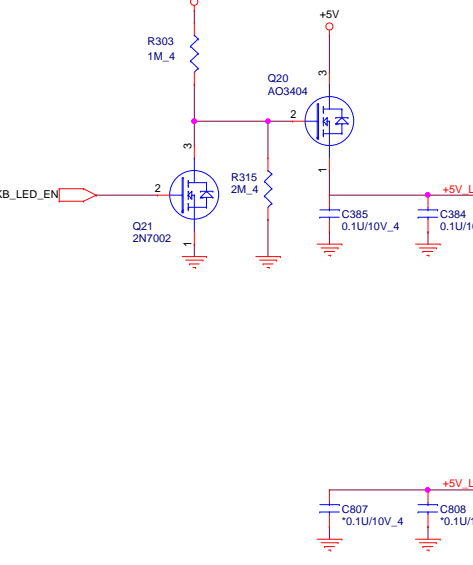 +5V
R303
1M_4
3
Q20
AO3404
2
3
1
KB_LED_EN
2
R315
2M_4
Q21
2N7002
1
+5V_L
C385
0.1U/10V_4
C384
0.1U/1
+5V_L
C807
*0.1U/10V_4
C808
*0.1U/1